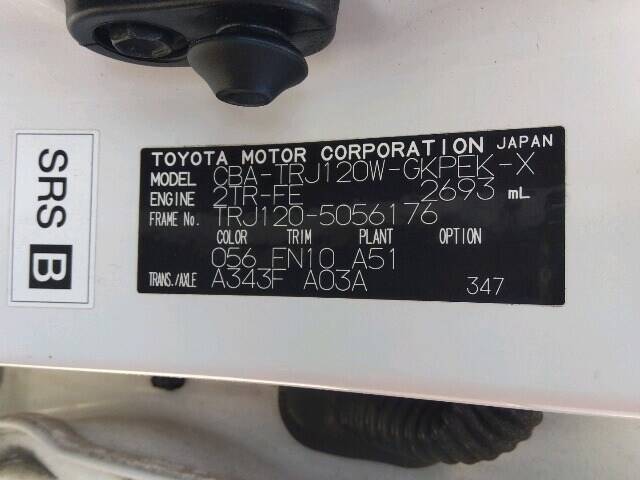 TOYOTA MOTOR CORPORATION JAPAN
MODEL CBA-TRJ120W-GKPEK-X
ENGINE 2TR-FE 2693 mL
FRAME No. TRJ120-5056176
COLOR TRIM PLANT OPTION
056 FN10 A51
TRANS./AXLE A343F A03A 347
SRS B